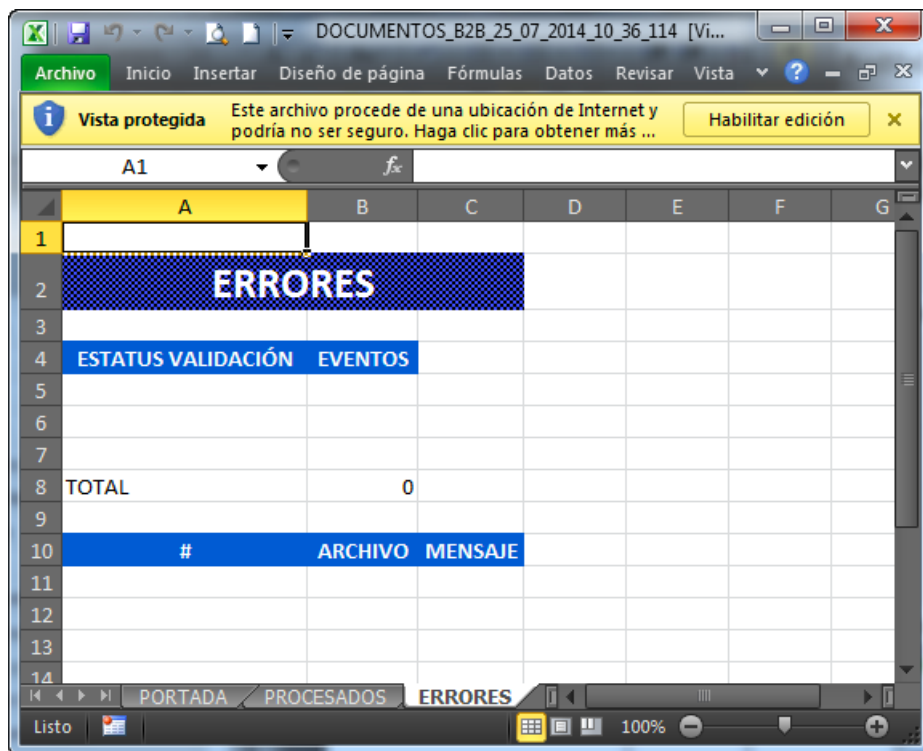 DOCUMENTOS_B2B_25_07_2014_10_36_114 [Vi...
Archivo Inicio Insertar Diseño de página Fórmulas Datos Revisar Vista
Vista protegida Este archivo procede de una ubicación de Internet y podría no ser seguro. Haga clic para obtener más ... Habilitar edición
A1 fx
A B C D E F G
1
2 ERRORES
3
4 ESTATUS VALIDACIÓN EVENTOS
5
6
7
8 TOTAL 0
9
10 # ARCHIVO MENSAJE
11
12
13
14
PORTADA PROCESADOS ERRORES
Listo 100%